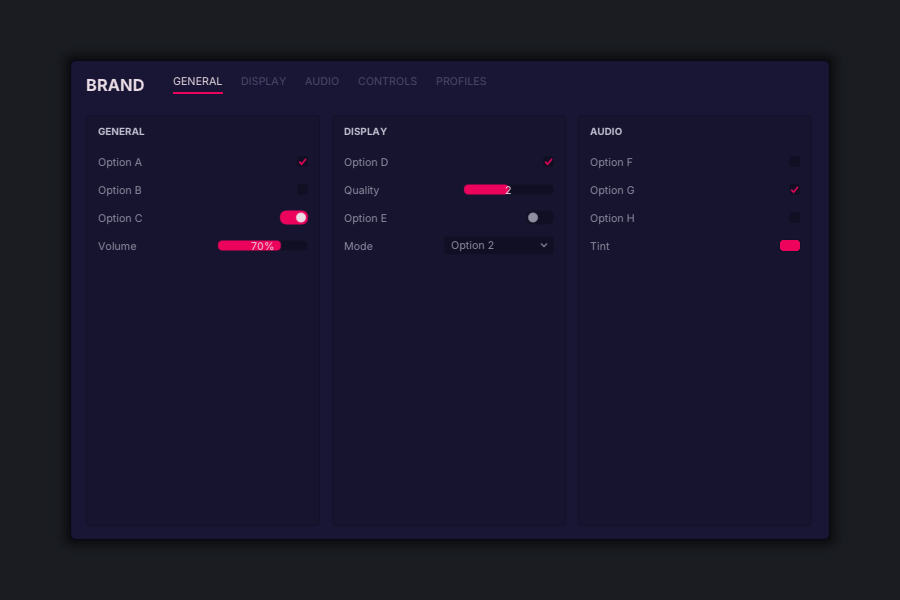 BRAND
GENERAL DISPLAY AUDIO CONTROLS PROFILES
GENERAL
Option A
Option B
Option C
Volume 70%
DISPLAY
Option D
Quality 2
Option E
Mode Option 2
AUDIO
Option F
Option G
Option H
Tint